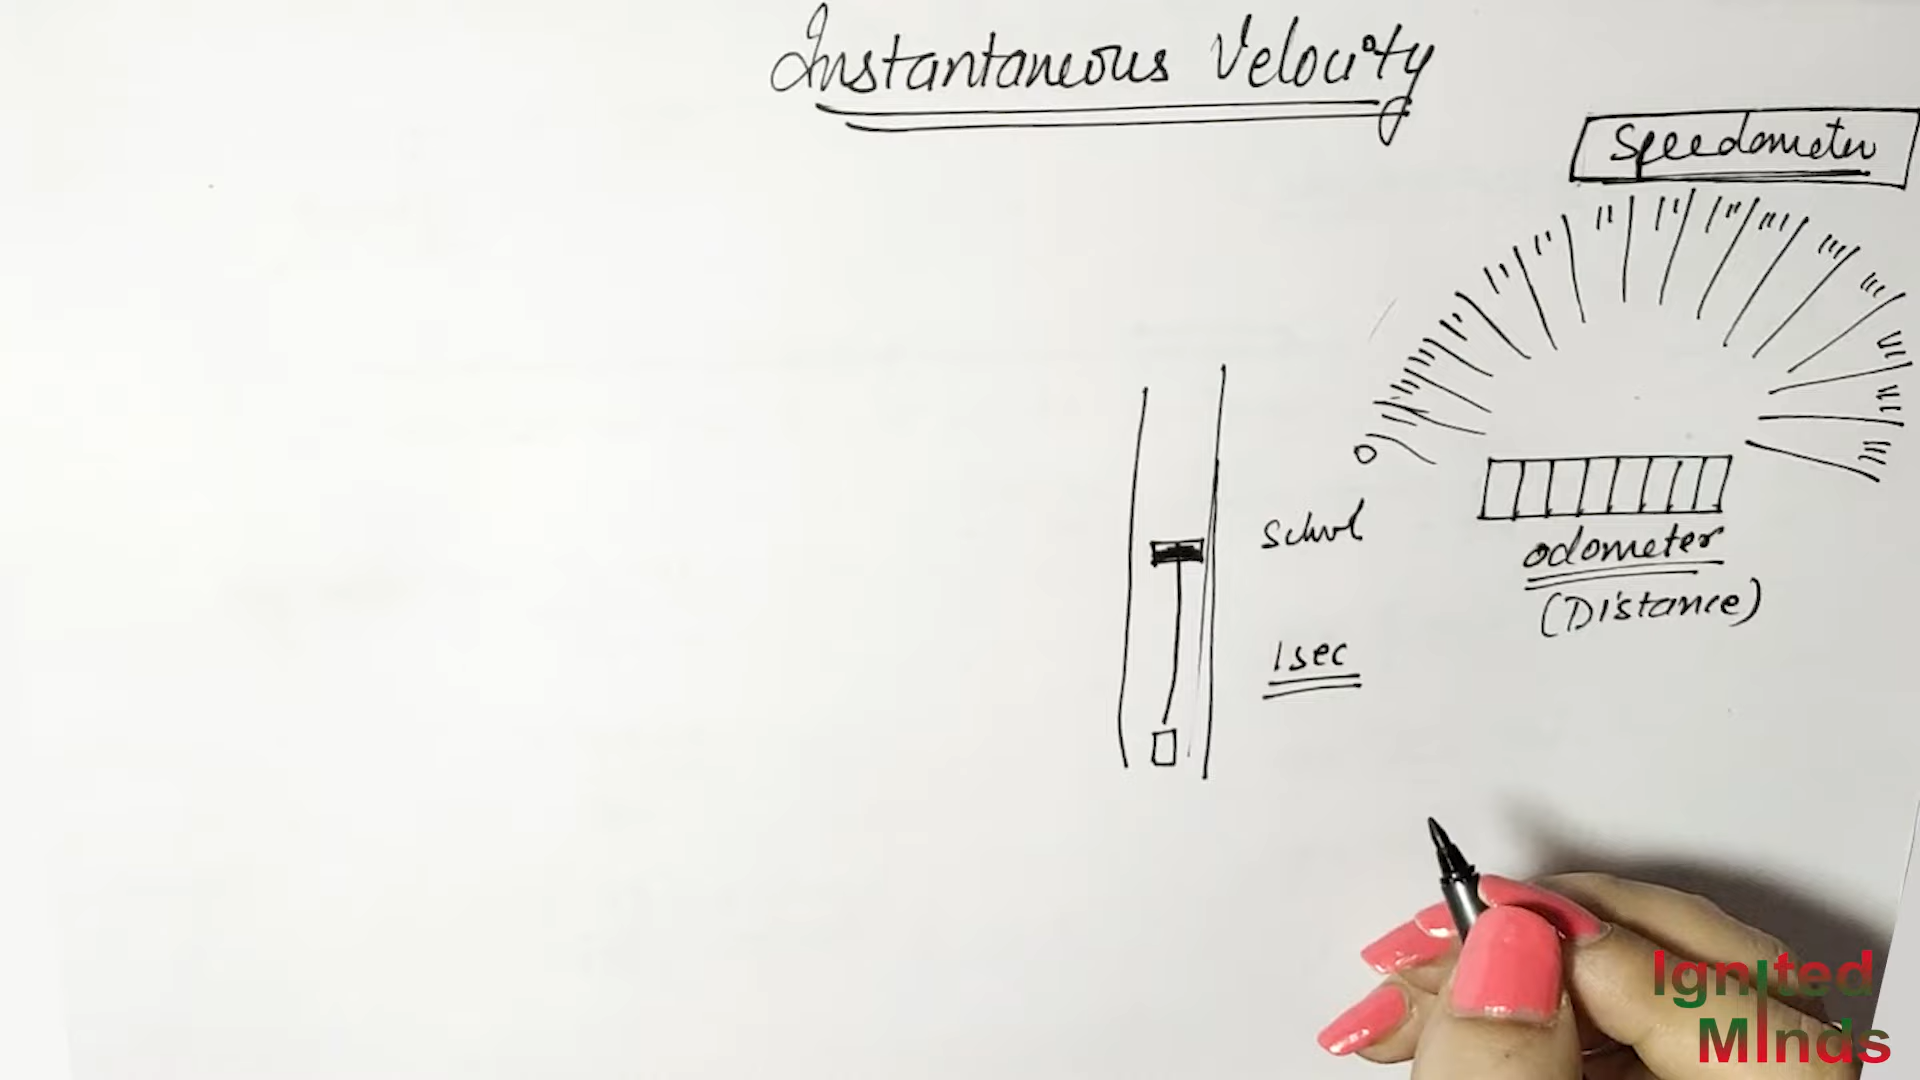 Instantaneous Velocity
Speedometer
0
School
odometer
(Distance)
1sec
Ignited
Minds